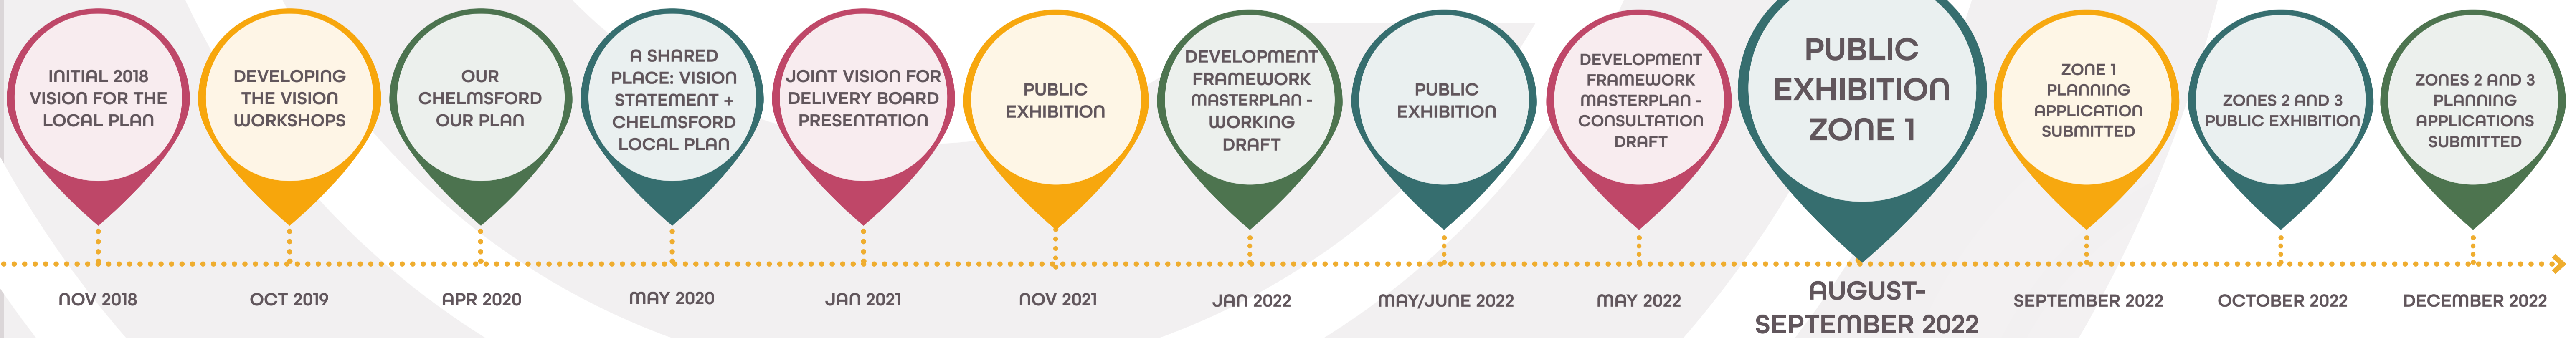 INITIAL 2018
VISION FOR THE
LOCAL PLAN
NOV 2018
DEVELOPING
THE VISION
WORKSHOPS
OCT 2019
OUR
CHELMSFORD
OUR PLAN
APR 2020
A SHARED
PLACE: VISION
STATEMENT +
CHELMSFORD
LOCAL PLAN
MAY 2020
JOINT VISION FOR
DELIVERY BOARD
PRESENTATION
JAN 2021
PUBLIC
EXHIBITION
NOV 2021
DEVELOPMENT
FRAMEWORK
MASTERPLAN -
WORKING
DRAFT
JAN 2022
PUBLIC
EXHIBITION
MAY/JUNE 2022
DEVELOPMENT
FRAMEWORK
MASTERPLAN -
CONSULTATION
DRAFT
MAY 2022
PUBLIC
EXHIBITION
ZONE 1
AUGUST-
SEPTEMBER 2022
ZONE 1
PLANNING
APPLICATION
SUBMITTED
SEPTEMBER 2022
ZONES 2 AND 3
PUBLIC EXHIBITION
OCTOBER 2022
ZONES 2 AND 3
PLANNING
APPLICATIONS
SUBMITTED
DECEMBER 2022